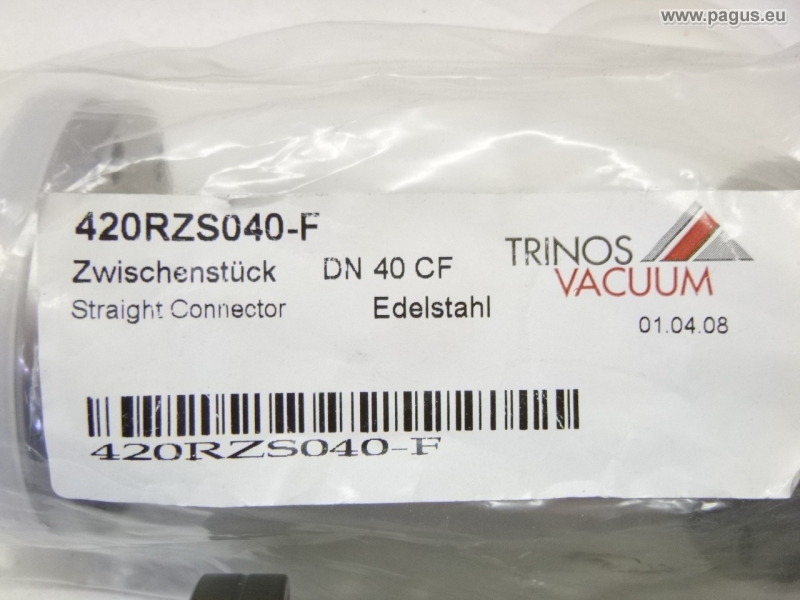 www.pagus.eu
420RZS040-F
Zwischenstück DN 40 CF
Straight Connector Edelstahl
TRINOS
VACUUM
01.04.08
420RZS040-F